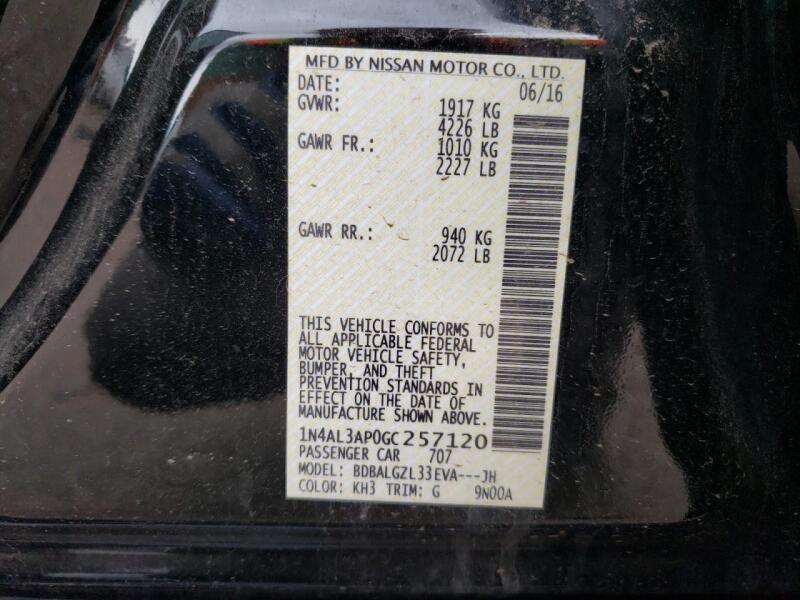 MFD BY NISSAN MOTOR CO., LTD.
DATE: 06/16
GVWR: 1917 KG
4226 LB
GAWR FR.: 1010 KG
2227 LB
GAWR RR.: 940 KG
2072 LB
THIS VEHICLE CONFORMS TO
ALL APPLICABLE FEDERAL
MOTOR VEHICLE SAFETY,
BUMPER, AND THEFT
PREVENTION STANDARDS IN
EFFECT ON THE DATE OF
MANUFACTURE SHOWN ABOVE.
1N4AL3AP0GC257120
PASSENGER CAR 707
MODEL: BDBALGZL33EVA---JH
COLOR: KH3 TRIM: G 9N00A